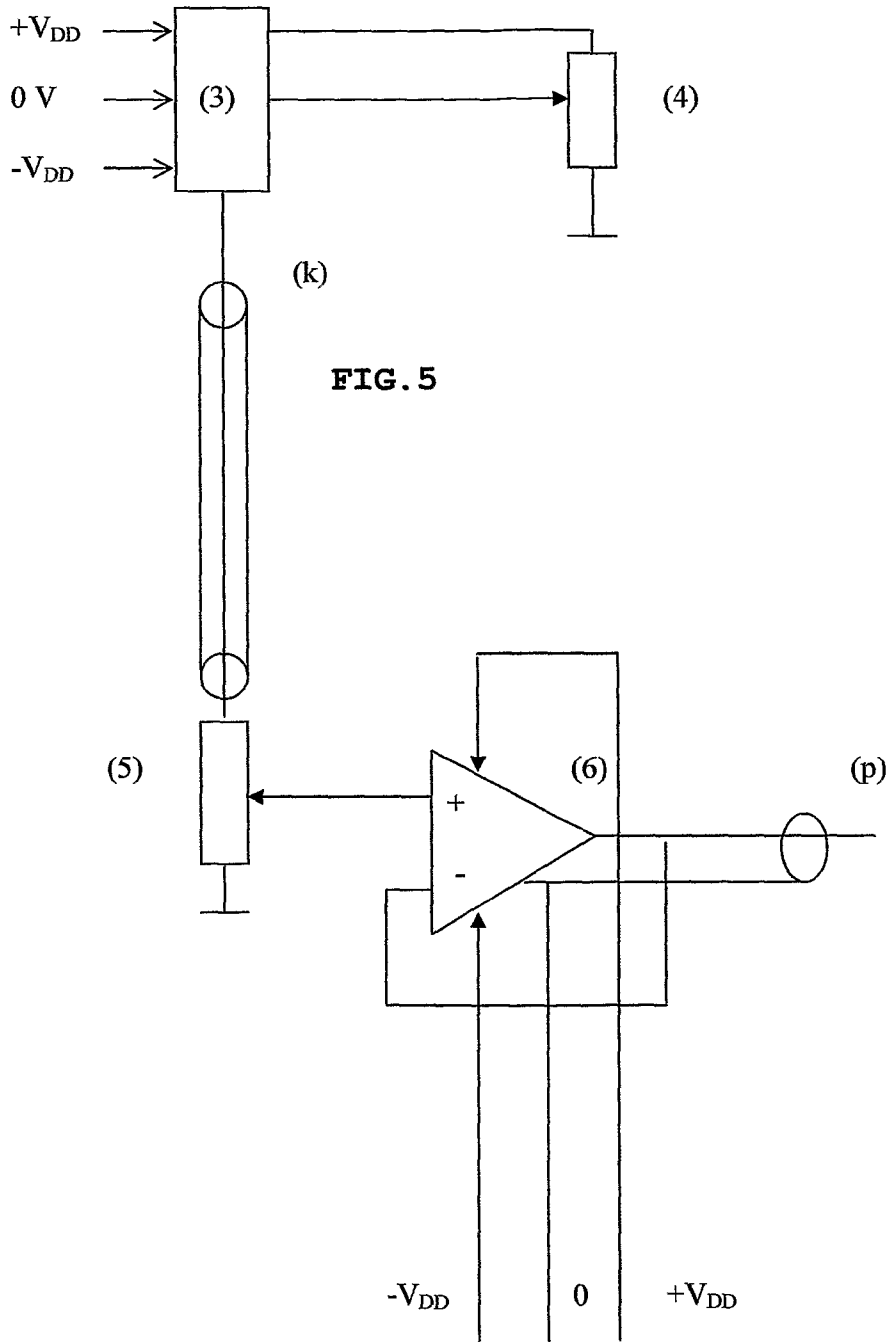 +V_DD
0 V
(3)
(4)
-V_DD
(k)
FIG.5
(5)
(6)
(p)
+
-
-V_DD
0
+V_DD